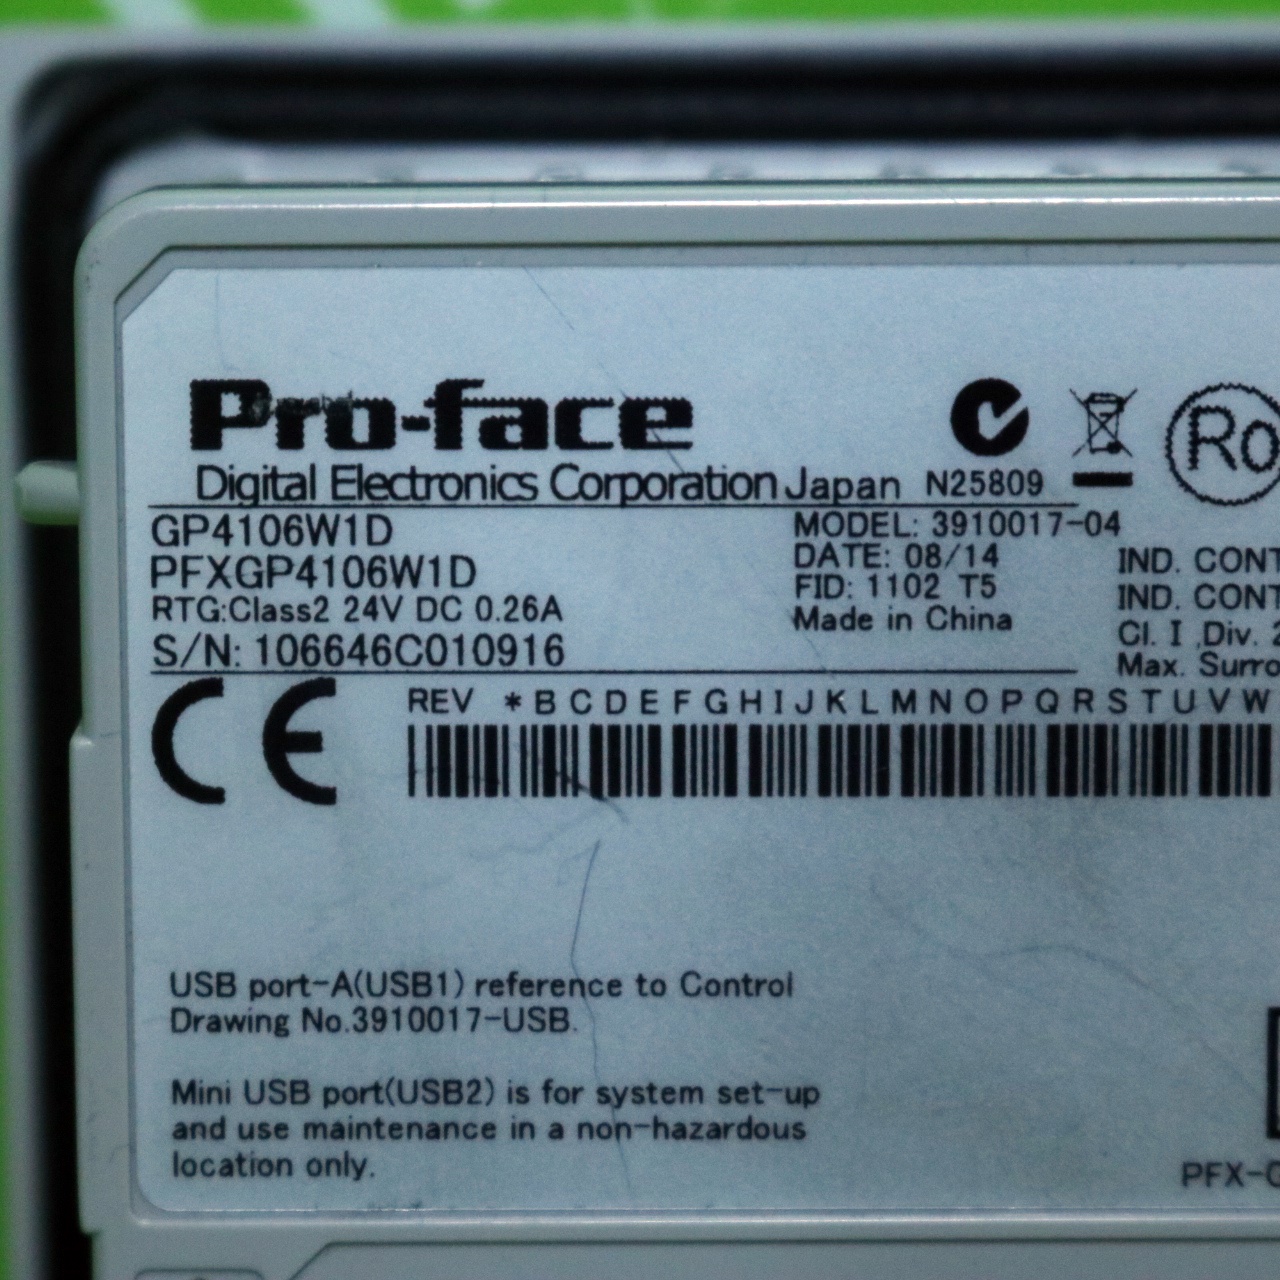 Pro-face
Digital Electronics Corporation Japan N25809
GP4106W1D
PFXGP4106W1D
RTG:Class2 24V DC 0.26A
S/N: 106646C010916
MODEL: 3910017-04
DATE: 08/14
FID: 1102 T5
Made in China
Ro
IND. CONT
IND. CONT
Cl. I ,Div. 2
Max. Surro
CE
REV *BCDEFGHIJKLMNOPQRSTUVW
USB port-A(USB1) reference to Control
Drawing No.3910017-USB.
Mini USB port(USB2) is for system set-up
and use maintenance in a non-hazardous
location only.
PFX-